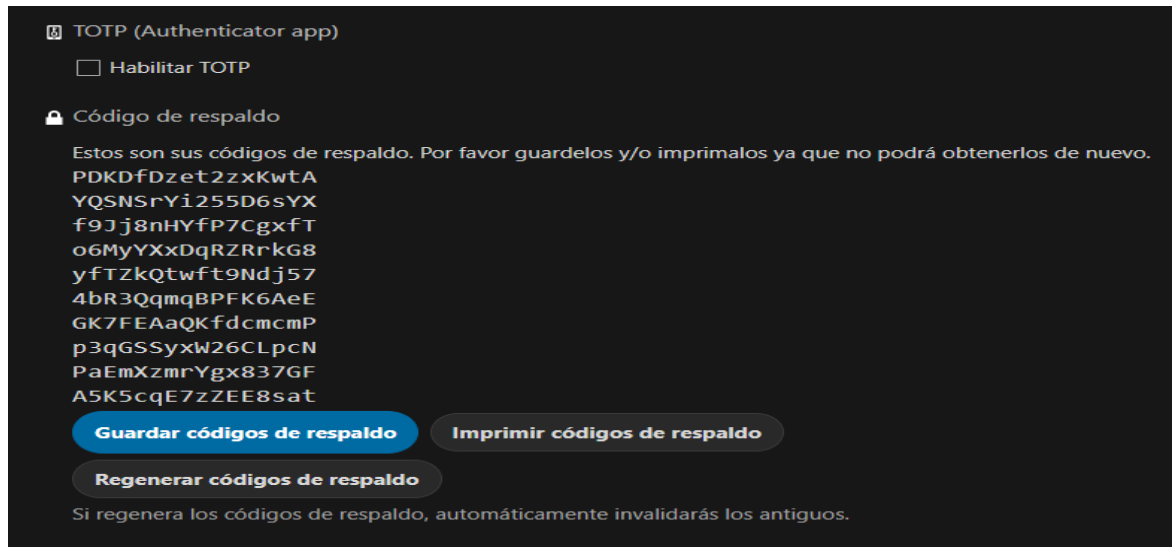 TOTP (Authenticator app)
Habilitar TOTP
Código de respaldo
Estos son sus códigos de respaldo. Por favor guardelos y/o imprimalos ya que no podrá obtenerlos de nuevo.
PDKDfDzet2zxKwtA
YQSNSrYi255D6sYX
f9Jj8nHYfP7CgxfT
o6MyYXxDqRZRrkG8
yfTZkQtwft9Ndj57
4bR3QqmqBPFK6AeE
GK7FEAaQKfdcmcmP
p3qGSSyxW26CLpcN
PaEmXzmrYgx837GF
A5K5cqE7zZEE8sat
Guardar códigos de respaldo Imprimir códigos de respaldo
Regenerar códigos de respaldo
Si regenera los códigos de respaldo, automáticamente invalidarás los antiguos.